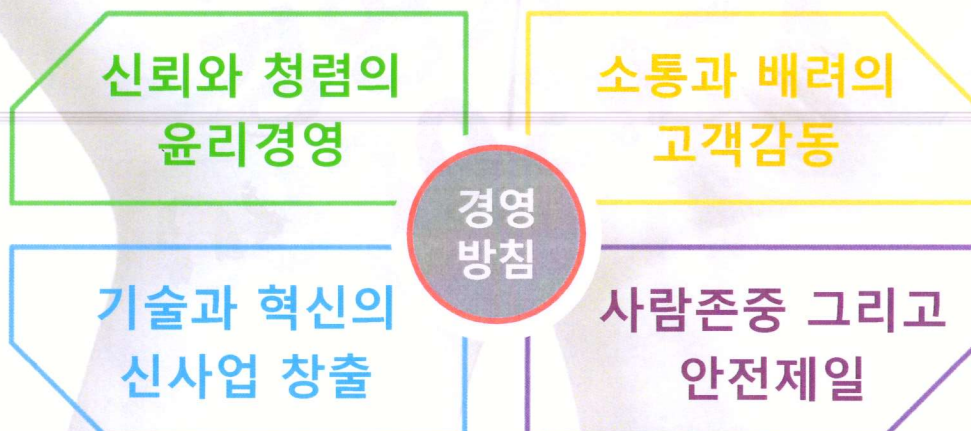 신뢰와 청렴의
윤리경영
소통과 배려의
고객감동
경영
방침
기술과 혁신의
신사업 창출
사람존중 그리고
안전제일